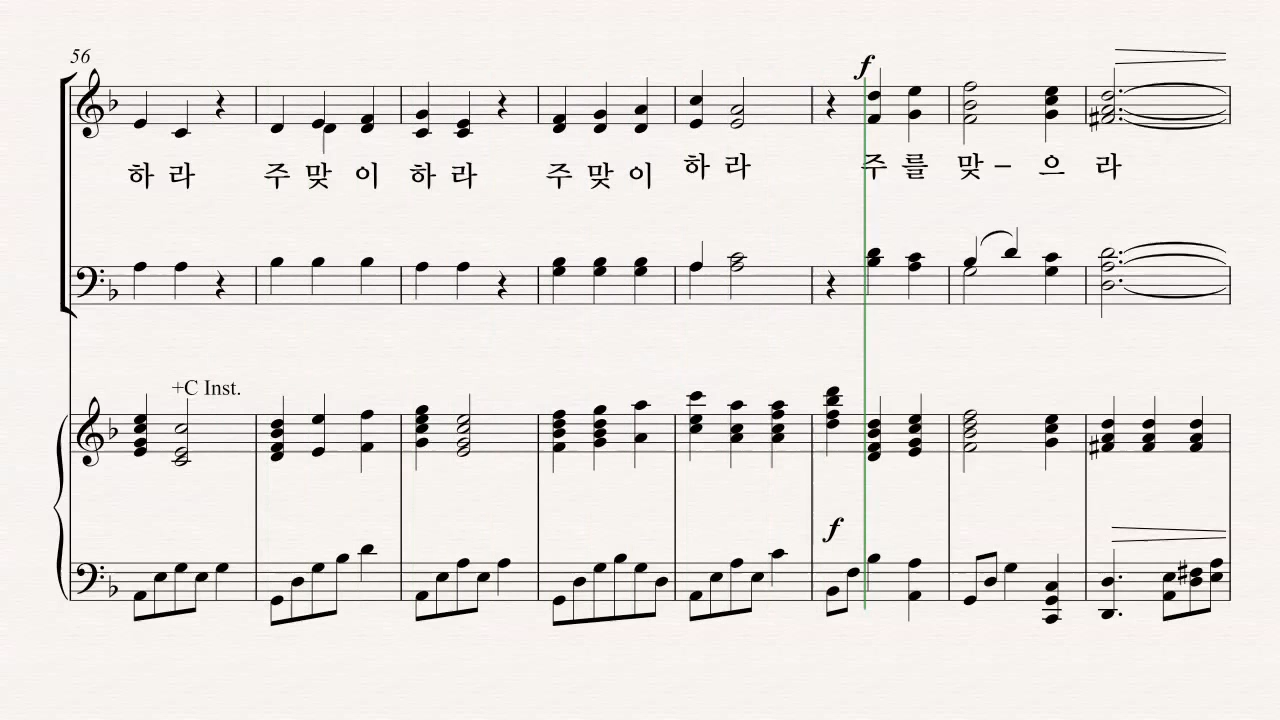 56
f
하 라 주 맞 이 하 라 주 맞 이 하 라 주 를 맞 – 으 라
+C Inst.
f